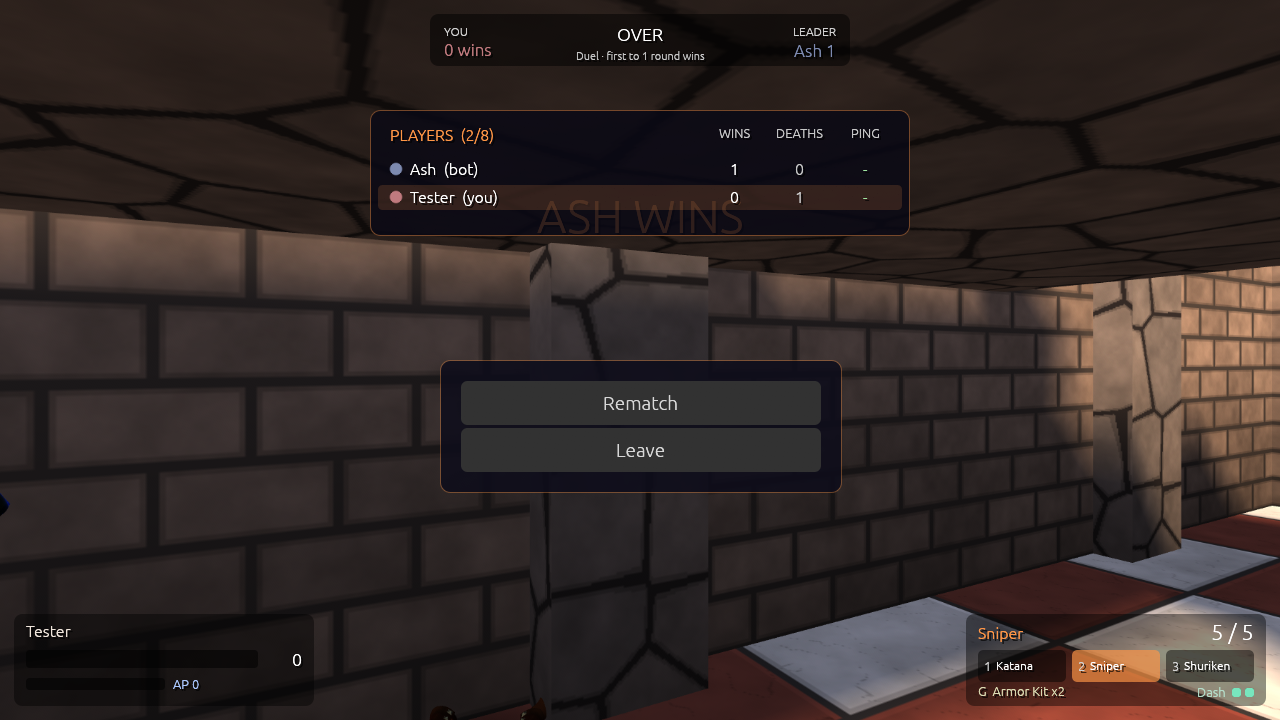 YOU OVER LEADER
0 wins Duel · first to 1 round wins Ash 1
PLAYERS (2/8) WINS DEATHS PING
Ash (bot) 1 0 -
Tester (you) 0 1 -
ASH WINS
Rematch
Leave
Tester
0
AP 0
Sniper 5 / 5
1 Katana 2 Sniper 3 Shuriken
G Armor Kit x2 Dash